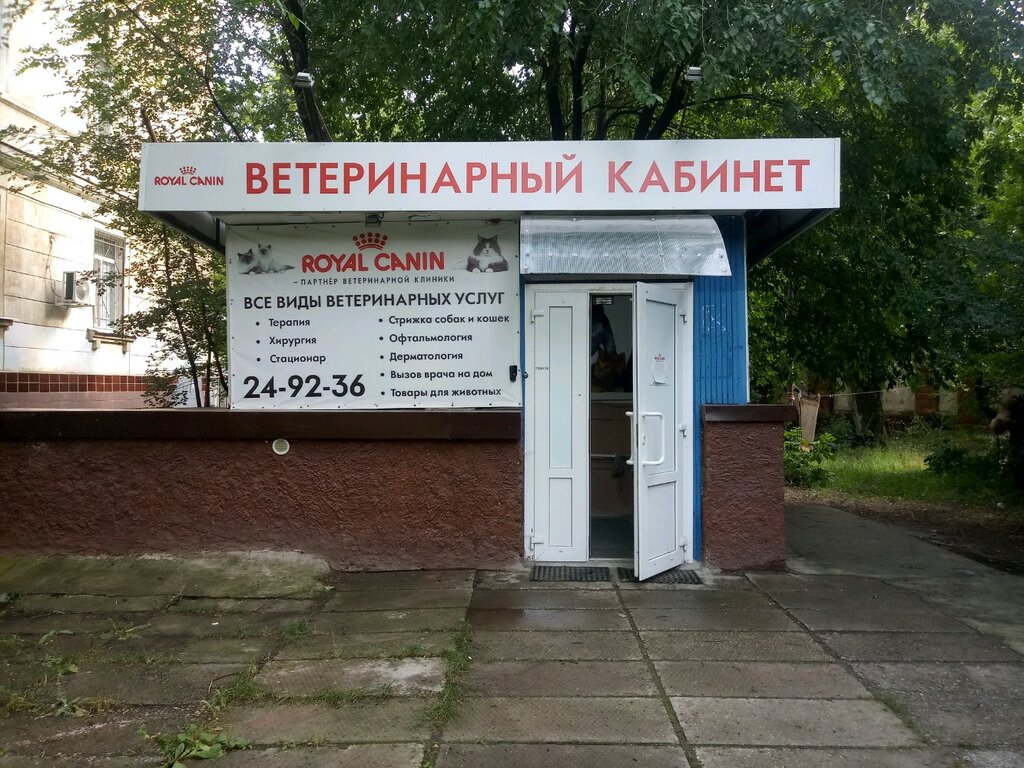 ROYAL CANIN
ВЕТЕРИНАРНЫЙ КАБИНЕТ
ROYAL CANIN
– ПАРТНЁР ВЕТЕРИНАРНОЙ КЛИНИКИ
ВСЕ ВИДЫ ВЕТЕРИНАРНЫХ УСЛУГ
• Терапия
• Хирургия
• Стационар
24-92-36
• Стрижка собак и кошек
• Офтальмология
• Дерматология
• Вызов врача на дом
• Товары для животных